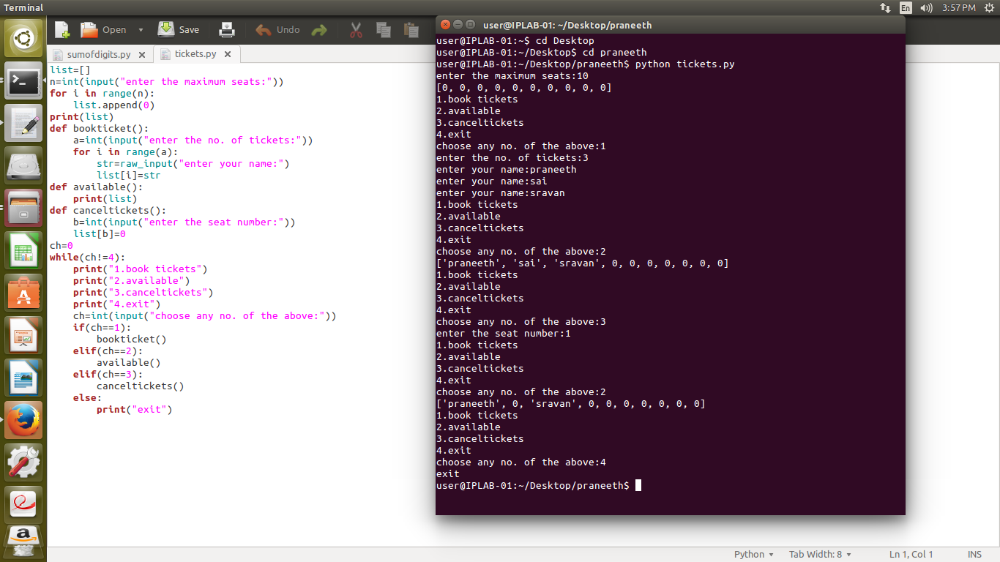 Terminal
En
3:57 PM
Open
Save
Undo
sumofdigits.py
tickets.py
list=[]
n=int(input("enter the maximum seats:"))
for i in range(n):
    list.append(0)
print(list)
def bookticket():
    a=int(input("enter the no. of tickets:"))
    for i in range(a):
        str=raw_input("enter your name:")
        list[i]=str
def available():
    print(list)
def canceltickets():
    b=int(input("enter the seat number:"))
    list[b]=0
ch=0
while(ch!=4):
    print("1.book tickets")
    print("2.available")
    print("3.canceltickets")
    print("4.exit")
    ch=int(input("choose any no. of the above:"))
    if(ch==1):
        bookticket()
    elif(ch==2):
        available()
    elif(ch==3):
        canceltickets()
    else:
        print("exit")
user@IPLAB-01: ~/Desktop/praneeth
user@IPLAB-01:~$ cd Desktop
user@IPLAB-01:~/Desktop$ cd praneeth
user@IPLAB-01:~/Desktop/praneeth$ python tickets.py
enter the maximum seats:10
[0, 0, 0, 0, 0, 0, 0, 0, 0, 0]
1.book tickets
2.available
3.canceltickets
4.exit
choose any no. of the above:1
enter the no. of tickets:3
enter your name:praneeth
enter your name:sai
enter your name:sravan
1.book tickets
2.available
3.canceltickets
4.exit
choose any no. of the above:2
['praneeth', 'sai', 'sravan', 0, 0, 0, 0, 0, 0, 0]
1.book tickets
2.available
3.canceltickets
4.exit
choose any no. of the above:3
enter the seat number:1
1.book tickets
2.available
3.canceltickets
4.exit
choose any no. of the above:2
['praneeth', 0, 'sravan', 0, 0, 0, 0, 0, 0, 0]
1.book tickets
2.available
3.canceltickets
4.exit
choose any no. of the above:4
exit
user@IPLAB-01:~/Desktop/praneeth$
Python
Tab Width: 8
Ln 1, Col 1
INS